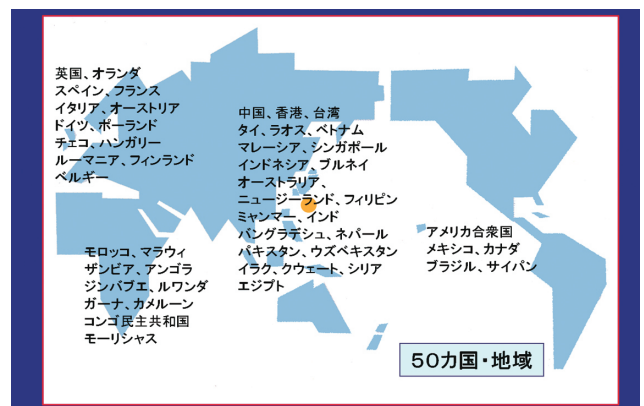 英国、オランダ
スペイン、フランス
イタリア、オーストリア
ドイツ、ポーランド
チェコ、ハンガリー
ルーマニア、フィンランド
ベルギー
中国、香港、台湾
タイ、ラオス、ベトナム
マレーシア、シンガポール
インドネシア、ブルネイ
オーストラリア、
ニュージーランド、フィリピン
ミャンマー、インド
バングラデシュ、ネパール
パキスタン、ウズベキスタン
イラク、クウェート、シリア
エジプト
モロッコ、マラウィ
ザンビア、アンゴラ
ジンバブエ、ルワンダ
ガーナ、カメルーン
コンゴ民主共和国
モーリシャス
アメリカ合衆国
メキシコ、カナダ
ブラジル、サイパン
50カ国・地域